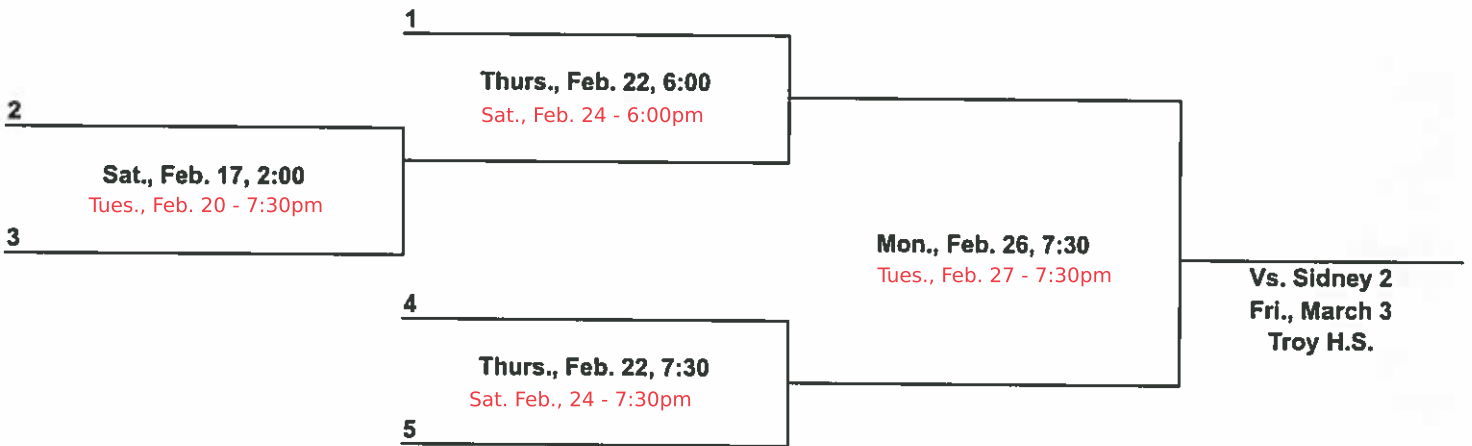 1
Thurs., Feb. 22, 6:00
Sat., Feb. 24 - 6:00pm
2
Sat., Feb. 17, 2:00
Tues., Feb. 20 - 7:30pm
3
Mon., Feb. 26, 7:30
Tues., Feb. 27 - 7:30pm
Vs. Sidney 2
Fri., March 3
Troy H.S.
4
Thurs., Feb. 22, 7:30
Sat. Feb., 24 - 7:30pm
5